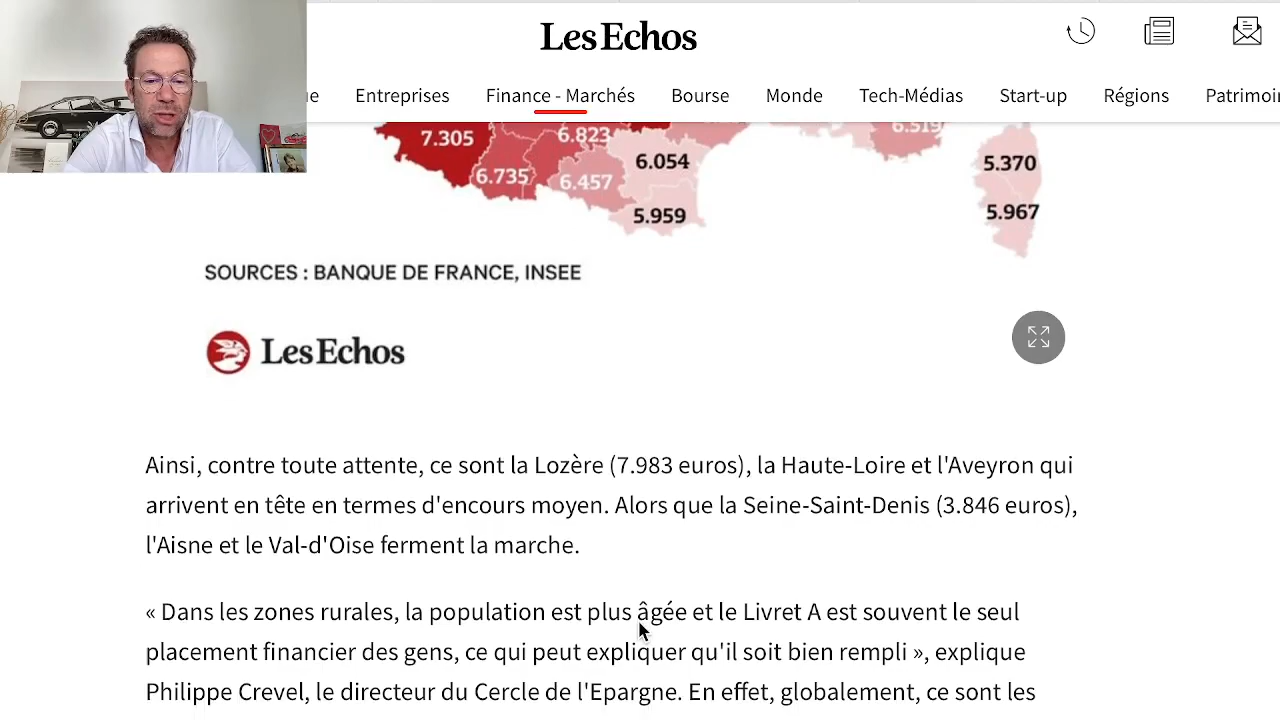 Les Echos
ue Entreprises Finance - Marchés Bourse Monde Tech-Médias Start-up Régions Patrimoi
7.305
6.823
6.519
6.054
5.370
6.735
6.457
5.959
5.967
SOURCES : BANQUE DE FRANCE, INSEE
Les Echos
Ainsi, contre toute attente, ce sont la Lozère (7.983 euros), la Haute-Loire et l'Aveyron qui
arrivent en tête en termes d'encours moyen. Alors que la Seine-Saint-Denis (3.846 euros),
l'Aisne et le Val-d'Oise ferment la marche.
« Dans les zones rurales, la population est plus âgée et le Livret A est souvent le seul
placement financier des gens, ce qui peut expliquer qu'il soit bien rempli », explique
Philippe Crevel, le directeur du Cercle de l'Epargne. En effet, globalement, ce sont les